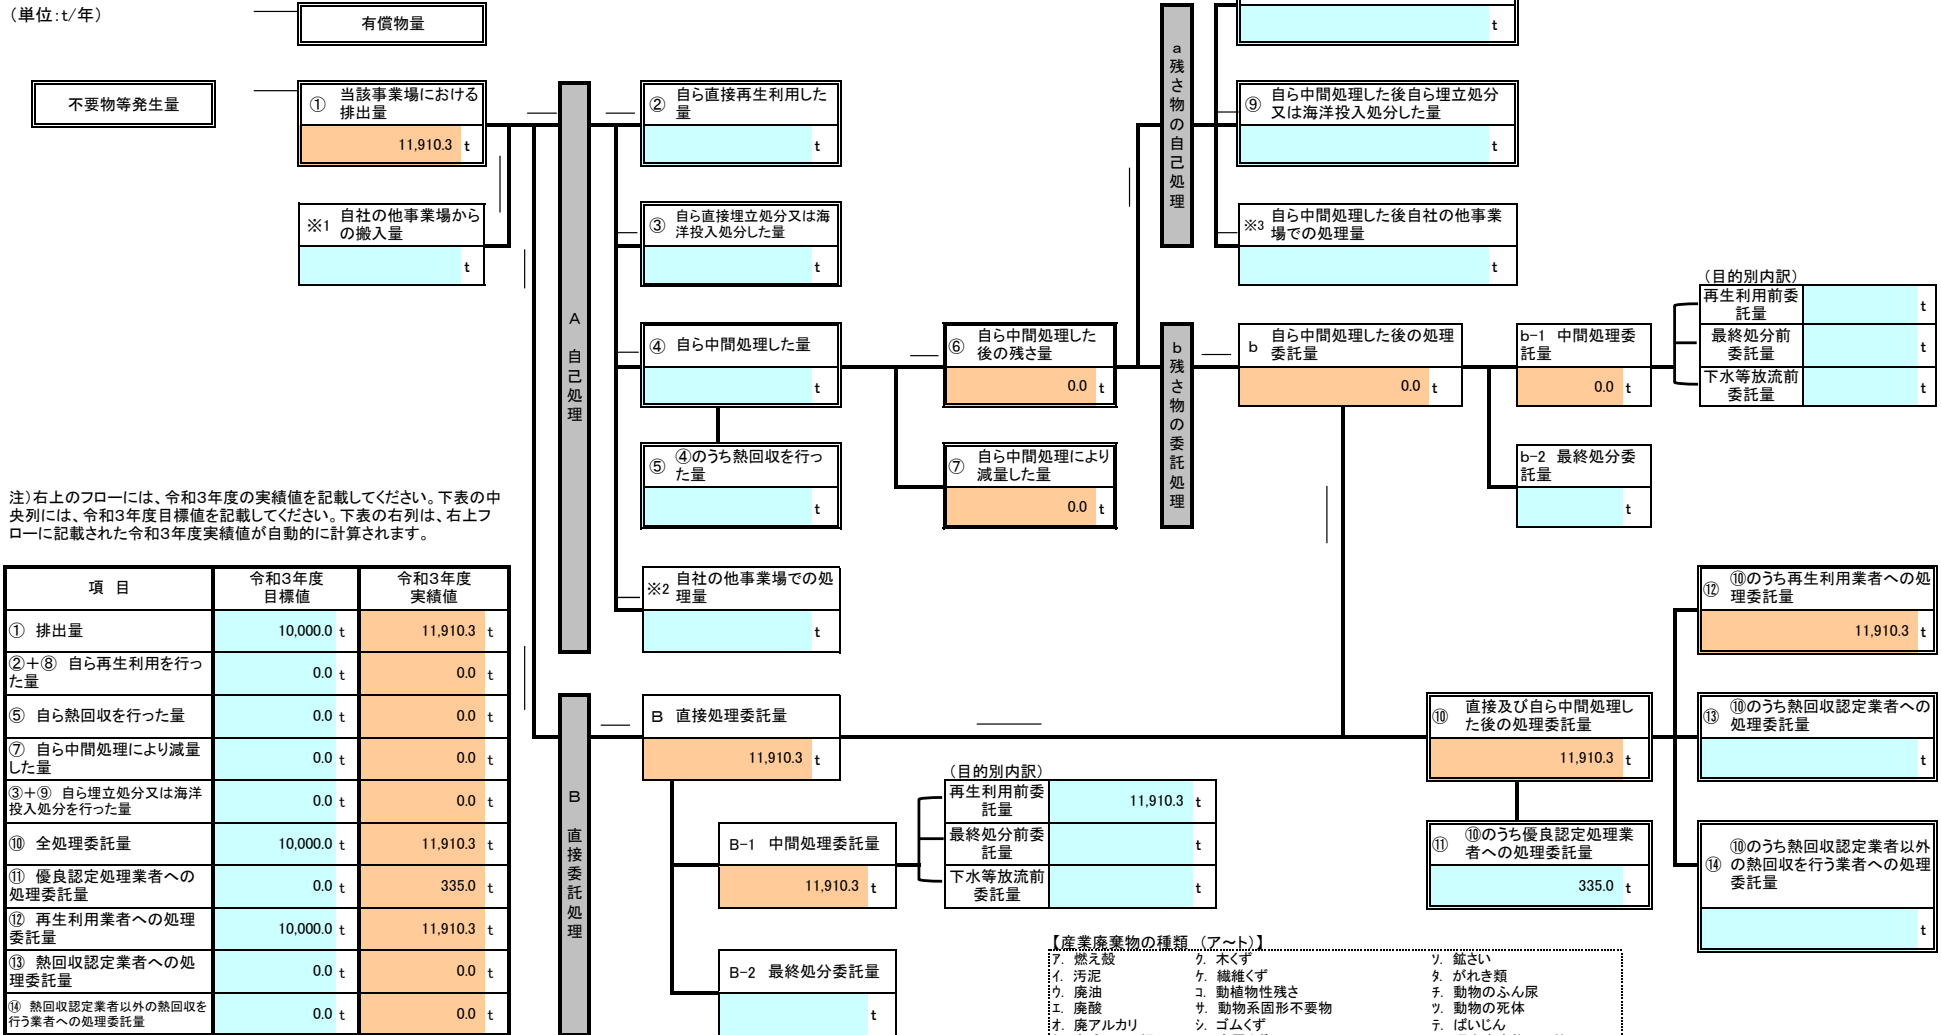 (単位:t/年)
有償物量
t
不要物等発生量
① 当該事業場における
排出量
11,910.3 t
※1 自社の他事業場から
の搬入量
t
A 自己処理
② 自ら直接再生利用した
量
t
③ 自ら直接埋立処分又は海
洋投入処分した量
t
④ 自ら中間処理した量
t
⑤ ④のうち熱回収を行っ
た量
t
※2 自社の他事業場での処
理量
t
⑥ 自ら中間処理した
後の残さ量
0.0 t
⑦ 自ら中間処理により
減量した量
0.0 t
a 残さ物の自己処理
⑨ 自ら中間処理した後自ら埋立処分
又は海洋投入処分した量
t
※3 自ら中間処理した後自社の他事業
場での処理量
t
b 残さ物の委託処理
b 自ら中間処理した後の処理
委託量
0.0 t
b-1 中間処理委
託量
0.0 t
b-2 最終処分委
託量
t
(目的別内訳)
再生利用前委
託量 t
最終処分前
委託量 t
下水等放流前
委託量 t
注)右上のフローには、令和3年度の実績値を記載してください。下表の中
央列には、令和3年度目標値を記載してください。下表の右列は、右上フ
ローに記載された令和3年度実績値が自動的に計算されます。
項 目 令和3年度 目標値 令和3年度 実績値
① 排出量 10,000.0 t 11,910.3 t
②+⑧ 自ら再生利用を行っ
た量 0.0 t 0.0 t
⑤ 自ら熱回収を行った量 0.0 t 0.0 t
⑦ 自ら中間処理により減量
した量 0.0 t 0.0 t
③+⑨ 自ら埋立処分又は海洋
投入処分を行った量 0.0 t 0.0 t
⑩ 全処理委託量 10,000.0 t 11,910.3 t
⑪ 優良認定処理業者への
処理委託量 0.0 t 335.0 t
⑫ 再生利用業者への処理
委託量 10,000.0 t 11,910.3 t
⑬ 熱回収認定業者への処
理委託量 0.0 t 0.0 t
⑭ 熱回収認定業者以外の熱回収を
行う業者への処理委託量 0.0 t 0.0 t
B 直接委託処理
B 直接処理委託量
11,910.3 t
B-1 中間処理委託量
11,910.3 t
B-2 最終処分委託量
t
(目的別内訳)
再生利用前委
託量 11,910.3 t
最終処分前委
託量 t
下水等放流前
委託量 t
⑩ 直接及び自ら中間処理し
た後の処理委託量
11,910.3 t
⑪ ⑩のうち優良認定処理業
者への処理委託量
335.0 t
⑫ ⑩のうち再生利用業者への処
理委託量
11,910.3 t
⑬ ⑩のうち熱回収認定業者への
処理委託量
t
⑭ ⑩のうち熱回収認定業者以外
の熱回収を行う業者への処理
委託量
t
【産業廃棄物の種類 (ア~ト)】
ア. 燃え殻 ク. 木くず ソ. 鉱さい
イ. 汚泥 ケ. 繊維くず タ. がれき類
ウ. 廃油 コ. 動植物性残さ チ. 動物のふん尿
エ. 廃酸 サ. 動物系固形不要物 ツ. 動物の死体
オ. 廃アルカリ シ. ゴムくず テ. ばいじん